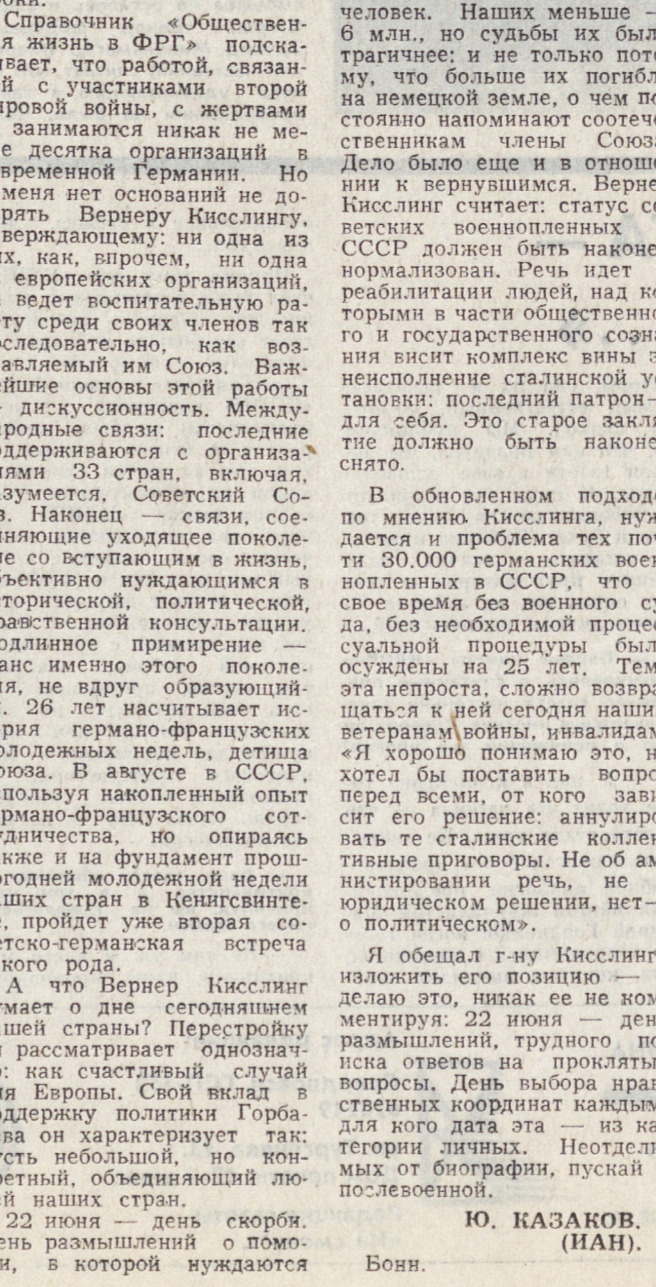 Справочник «Обществен-
я жизнь в ФРГ» подска-
вает, что работой, связан-
й с участниками второй
ировой войны, с жертвами
занимаются никак не ме-
е десятка организаций в
временной Германии. Но
меня нет оснований не до-
рять Вернеру Кисслингу,
верждающему: ни одна из
их, как, впрочем, ни одна
европейских организаций,
ведет воспитательную ра-
ту среди своих членов так
следовательно, как воз-
авляемый им Союз. Важ-
ейшие основы этой работы
- дискуссионность. Между-
родные связи: последние
ддерживаются с организа-
иями 33 стран, включая,
зумеется, Советский Со-
з. Наконец — связи, сое-
няющие уходящее поколе-
ие со вступающим в жизнь,
ъективно нуждающимся в
торической, политической,
равственной консультации.
одлинное примирение —
анс именно этого поколе-
ия, не вдруг образующий-
. 26 лет насчитывает ис-
рия германо-французских
олодежных недель, детища
оюза. В августе в СССР,
пользуя накопленный опыт
рмано-французского сот-
удничества, но опираясь
кже и на фундамент прош-
огодней молодежной недели
ших стран в Кенигсвинте-
е, пройдет уже вторая со-
етско-германская встреча
кого рода.
А что Вернер Кисслинг
умает о дне сегодняшнем
ашей страны? Перестройку
н рассматривает однознач-
о: как счастливый случай
ля Европы. Свой вклад в
оддержку политики Горба-
ева он характеризует так:
усть небольшой, но кон-
ретный, объединяющий лю-
й наших стран.
22 июня — день скорби.
ень размышлений о помо-
и, в которой нуждаются
человек. Наших меньше —
6 млн., но судьбы их был
трагичнее: и не только пот
му, что больше их погибл
на немецкой земле, о чем п
стоянно напоминают соотече
ственникам члены Союза
Дело было еще и в отноше
нии к вернувшимся. Верне
Кисслинг считает: статус со
ветских военнопленных
СССР должен быть наконе
нормализован. Речь идет
реабилитации людей, над к
торыми в части общественно
го и государственного созна
ния висит комплекс вины з
неисполнение сталинской у
тановки: последний патрон—
для себя. Это старое закля
тие должно быть наконе
снято.
В обновленном подходе
по мнению Кисслинга, нуж
дается и проблема тех поч
ти 30.000 германских воен
нопленных в СССР, что
свое время без военного су
да, без необходимой процес
суальной процедуры был
осуждены на 25 лет. Тем
эта непроста, сложно возвра
щаться к ней сегодня наши
ветеранам войны, инвалидам
«Я хорошо понимаю это, н
хотел бы поставить вопро
перед всеми, от кого зави
сит его решение: аннулиро
вать те сталинские коллек
тивные приговоры. Не об ам
нистировании речь, не
юридическом решении, нет—
о политическом».
Я обещал г-ну Кисслинг
изложить его позицию —
делаю это, никак ее не ком
ментируя: 22 июня — ден
размышлений, трудного по
иска ответов на прокляты
вопросы. День выбора нрав
ственных координат каждым
для кого дата эта — из ка
тегории личных. Неотдели
мых от биографии, пускай
послевоенной.
Ю. КАЗАКОВ.
(ИАН).
Бонн.